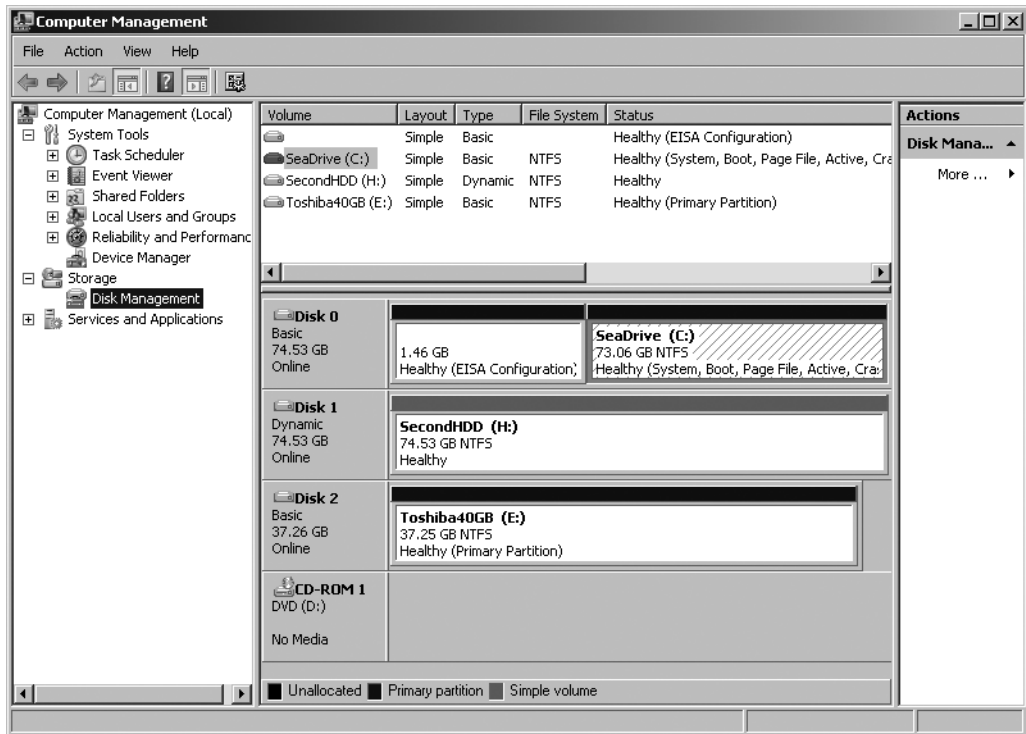 Computer Management
File Action View Help
Computer Management (Local)
System Tools
Task Scheduler
Event Viewer
Shared Folders
Local Users and Groups
Reliability and Performanc
Device Manager
Storage
Disk Management
Services and Applications
Volume Layout Type File System Status
Simple Basic Healthy (EISA Configuration)
SeaDrive (C:) Simple Basic NTFS Healthy (System, Boot, Page File, Active, Cra
SecondHDD (H:) Simple Dynamic NTFS Healthy
Toshiba40GB (E:) Simple Basic NTFS Healthy (Primary Partition)
Disk 0
Basic
74.53 GB
Online
1.46 GB
Healthy (EISA Configuration)
SeaDrive (C:)
73.06 GB NTFS
Healthy (System, Boot, Page File, Active, Cra
Disk 1
Dynamic
74.53 GB
Online
SecondHDD (H:)
74.53 GB NTFS
Healthy
Disk 2
Basic
37.26 GB
Online
Toshiba40GB (E:)
37.25 GB NTFS
Healthy (Primary Partition)
CD-ROM 1
DVD (D:)
No Media
Unallocated Primary partition Simple volume
Actions
Disk Mana...
More ...